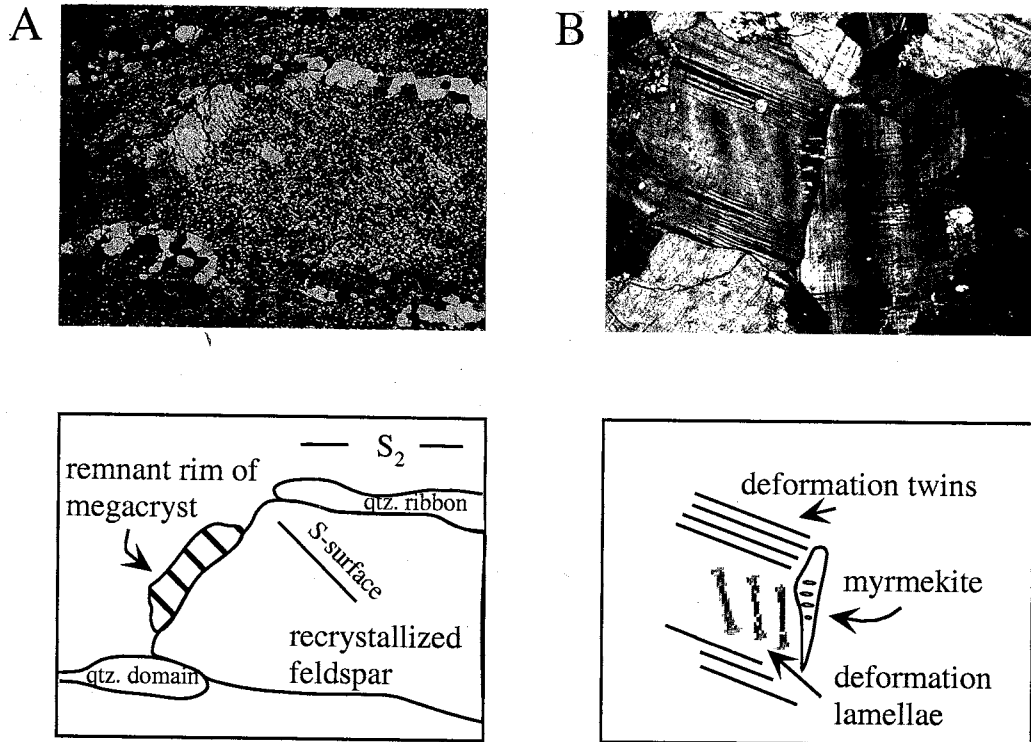 A
B
S2
remnant rim of
megacryst
qtz. ribbon
S-surface
recrystallized
feldspar
qtz. domain
deformation twins
myrmekite
deformation
lamellae